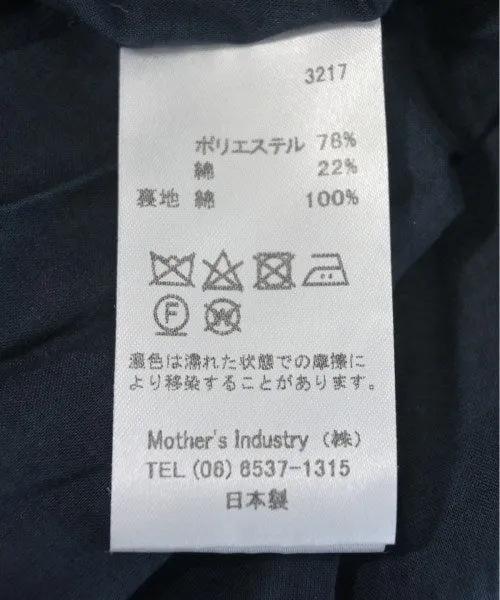 3217
ポリエステル 78%
綿 22%
裏地 綿 100%
F W
濃色は濡れた状態での摩擦に
より移染することがあります。
Mother's Industry (株)
TEL (06) 6537-1315
日本製